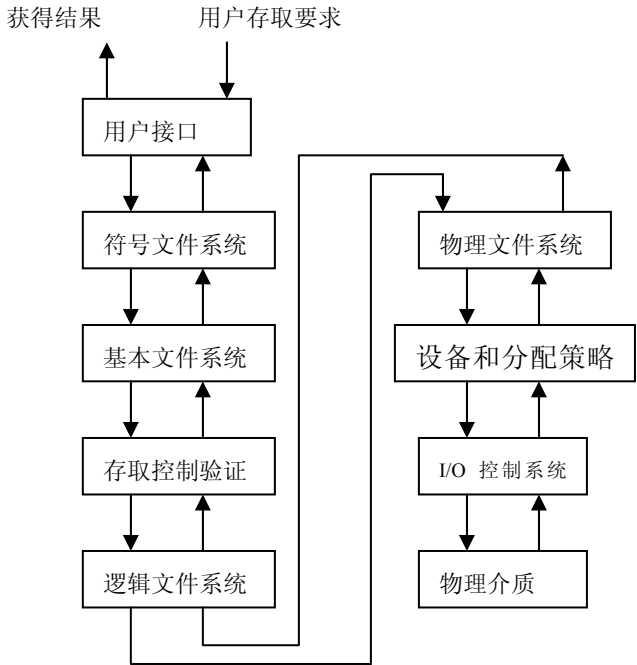 获得结果
用户存取要求
用户接口
符号文件系统
基本文件系统
存取控制验证
逻辑文件系统
物理文件系统
设备和分配策略
I/O 控制系统
物理介质